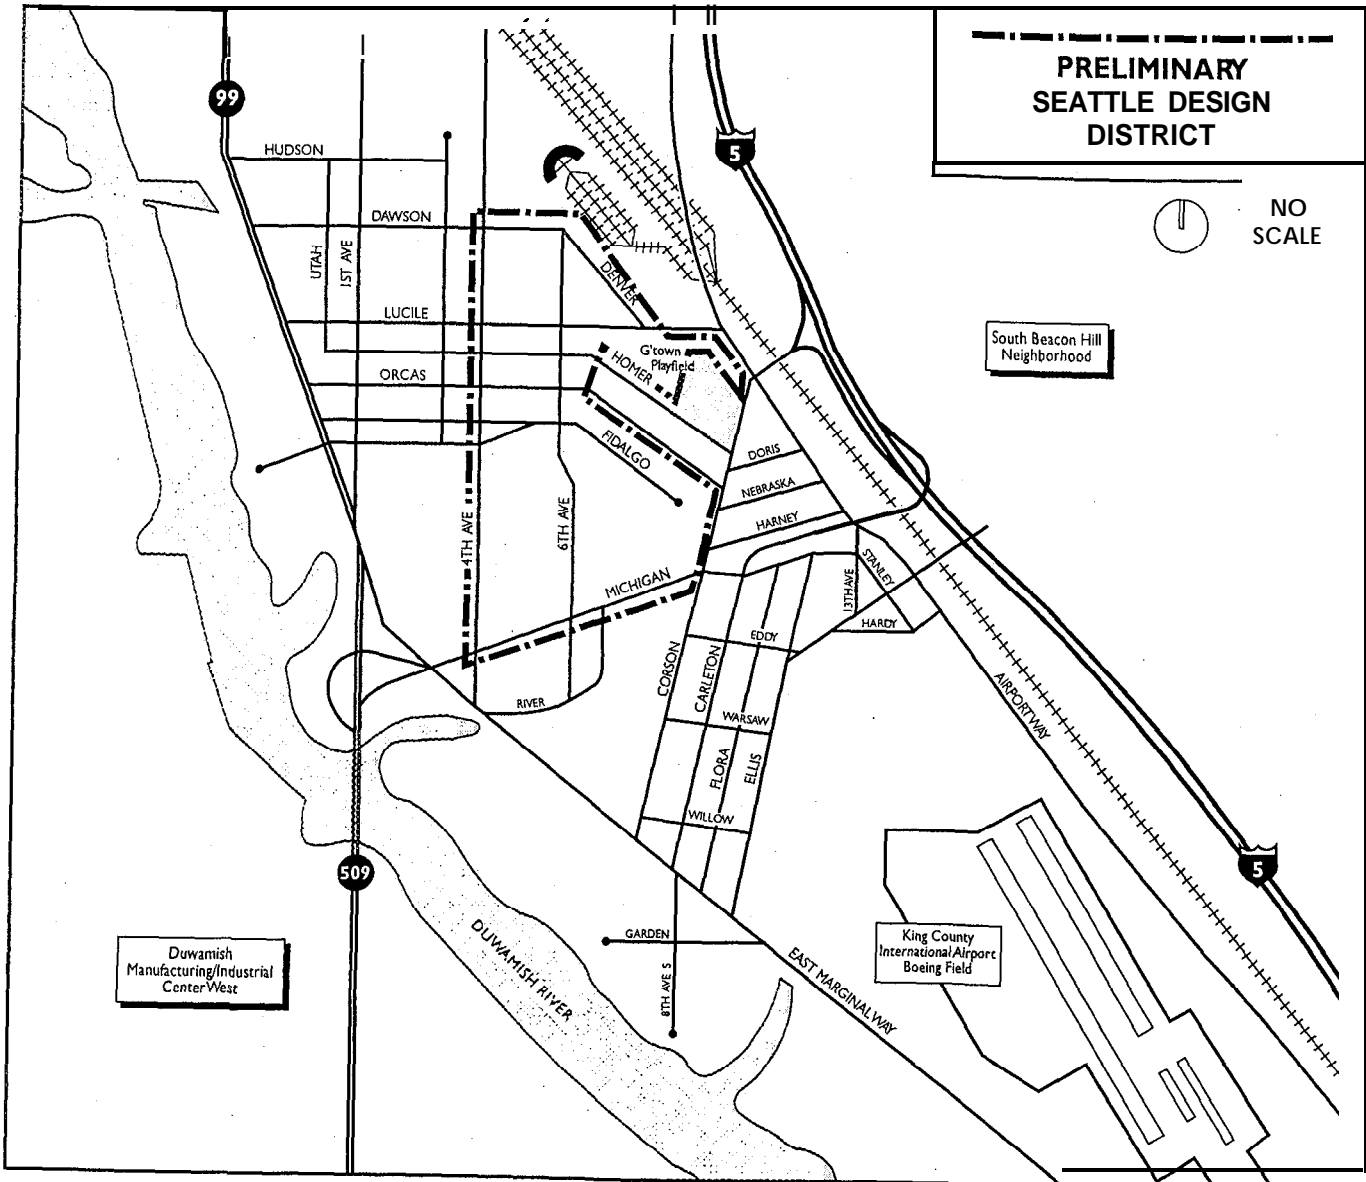 PRELIMINARY
SEATTLE DESIGN
DISTRICT
NO
SCALE
99
5
HUDSON
DAWSON
UTAH
1ST AVE
DENVER
LUCILE
G'town
Playfield
HOMER
ORCAS
South Beacon Hill
Neighborhood
FIDALGO
DORIS
NEBRASKA
HARNEY
4TH AVE
6TH AVE
MICHIGAN
STANLEY
13TH AVE
HARDY
EDDY
CORSON
CARLETON
RIVER
WARSAW
FLORA
ELLIS
AIRPORT WAY
WILLOW
509
5
GARDEN
8TH AVE S
DUWAMISH RIVER
EAST MARGINAL WAY
King County
International Airport
Boeing Field
Duwamish
Manufacturing/Industrial
Center West